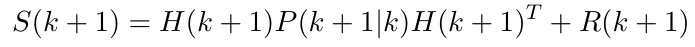 S(k + 1) = H(k + 1)P(k + 1|k)H(k + 1)^T + R(k + 1)